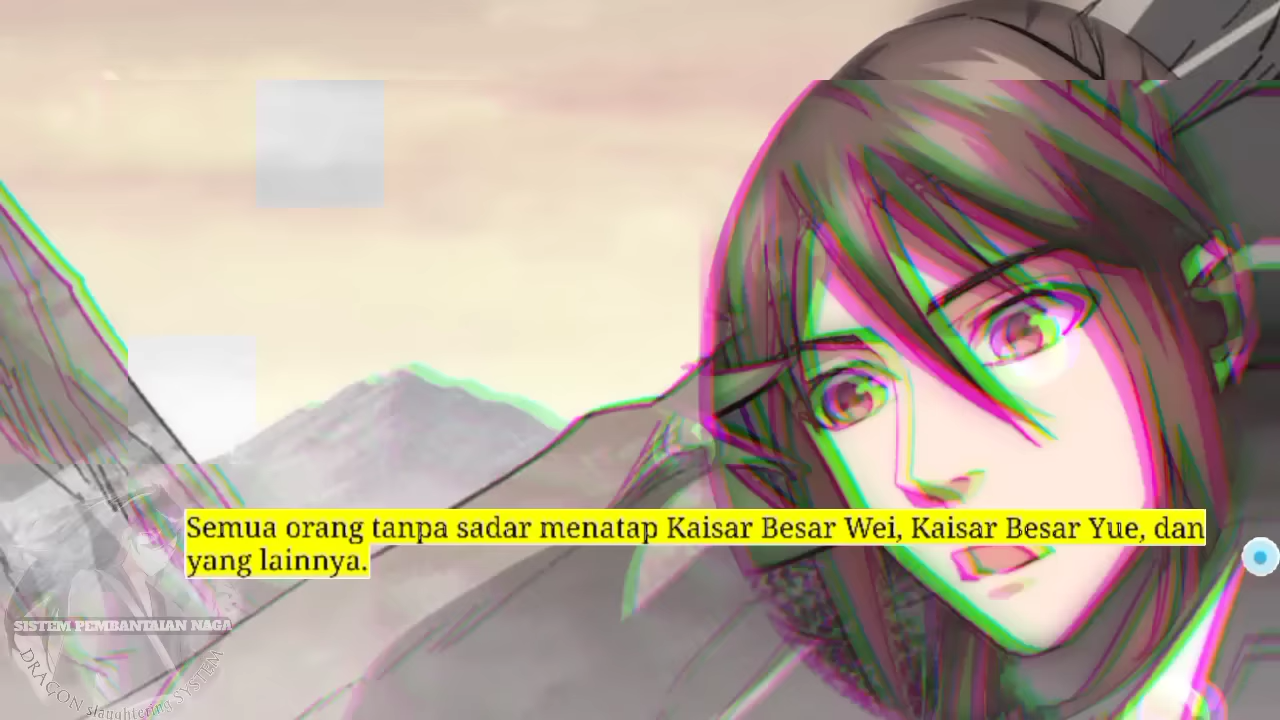 Semua orang tanpa sadar menatap Kaisar Besar Wei, Kaisar Besar Yue, dan
yang lainnya.
SISTEM PEMBANTAIAN NAGA
DRAGON slaughtering SYSTEM